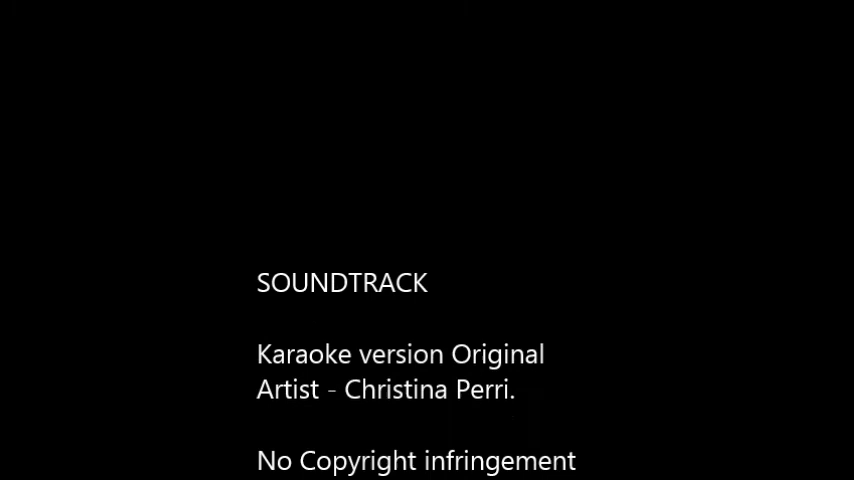 SOUNDTRACK
Karaoke version Original
Artist - Christina Perri.
No Copyright infringement